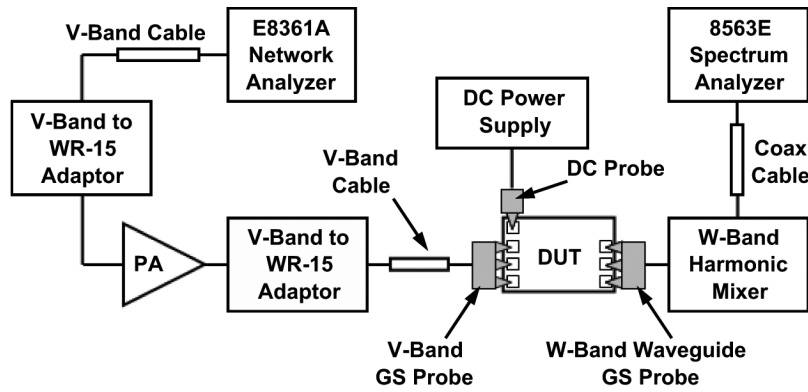 V-Band Cable
E8361A
Network
Analyzer
8563E
Spectrum
Analyzer
DC Power
Supply
V-Band to
WR-15
Adaptor
V-Band
Cable
DC Probe
Coax
Cable
PA
V-Band to
WR-15
Adaptor
DUT
W-Band
Harmonic
Mixer
V-Band
GS Probe
W-Band Waveguide
GS Probe